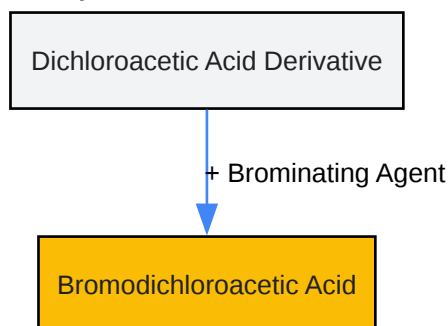 Dichloroacetic Acid Derivative
+ Brominating Agent
Bromodichloroacetic Acid